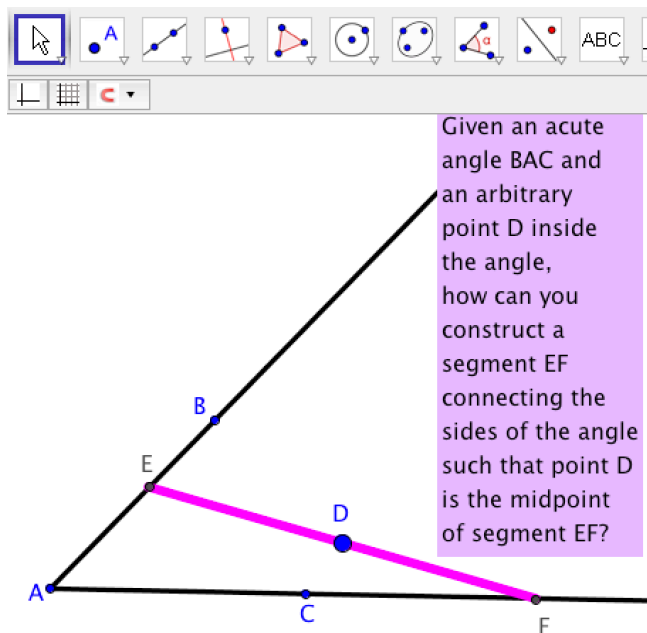 A
α
ABC
Given an acute
angle BAC and
an arbitrary
point D inside
the angle,
how can you
construct a
segment EF
connecting the
sides of the angle
such that point D
is the midpoint
of segment EF?
B
E
D
A
C
F